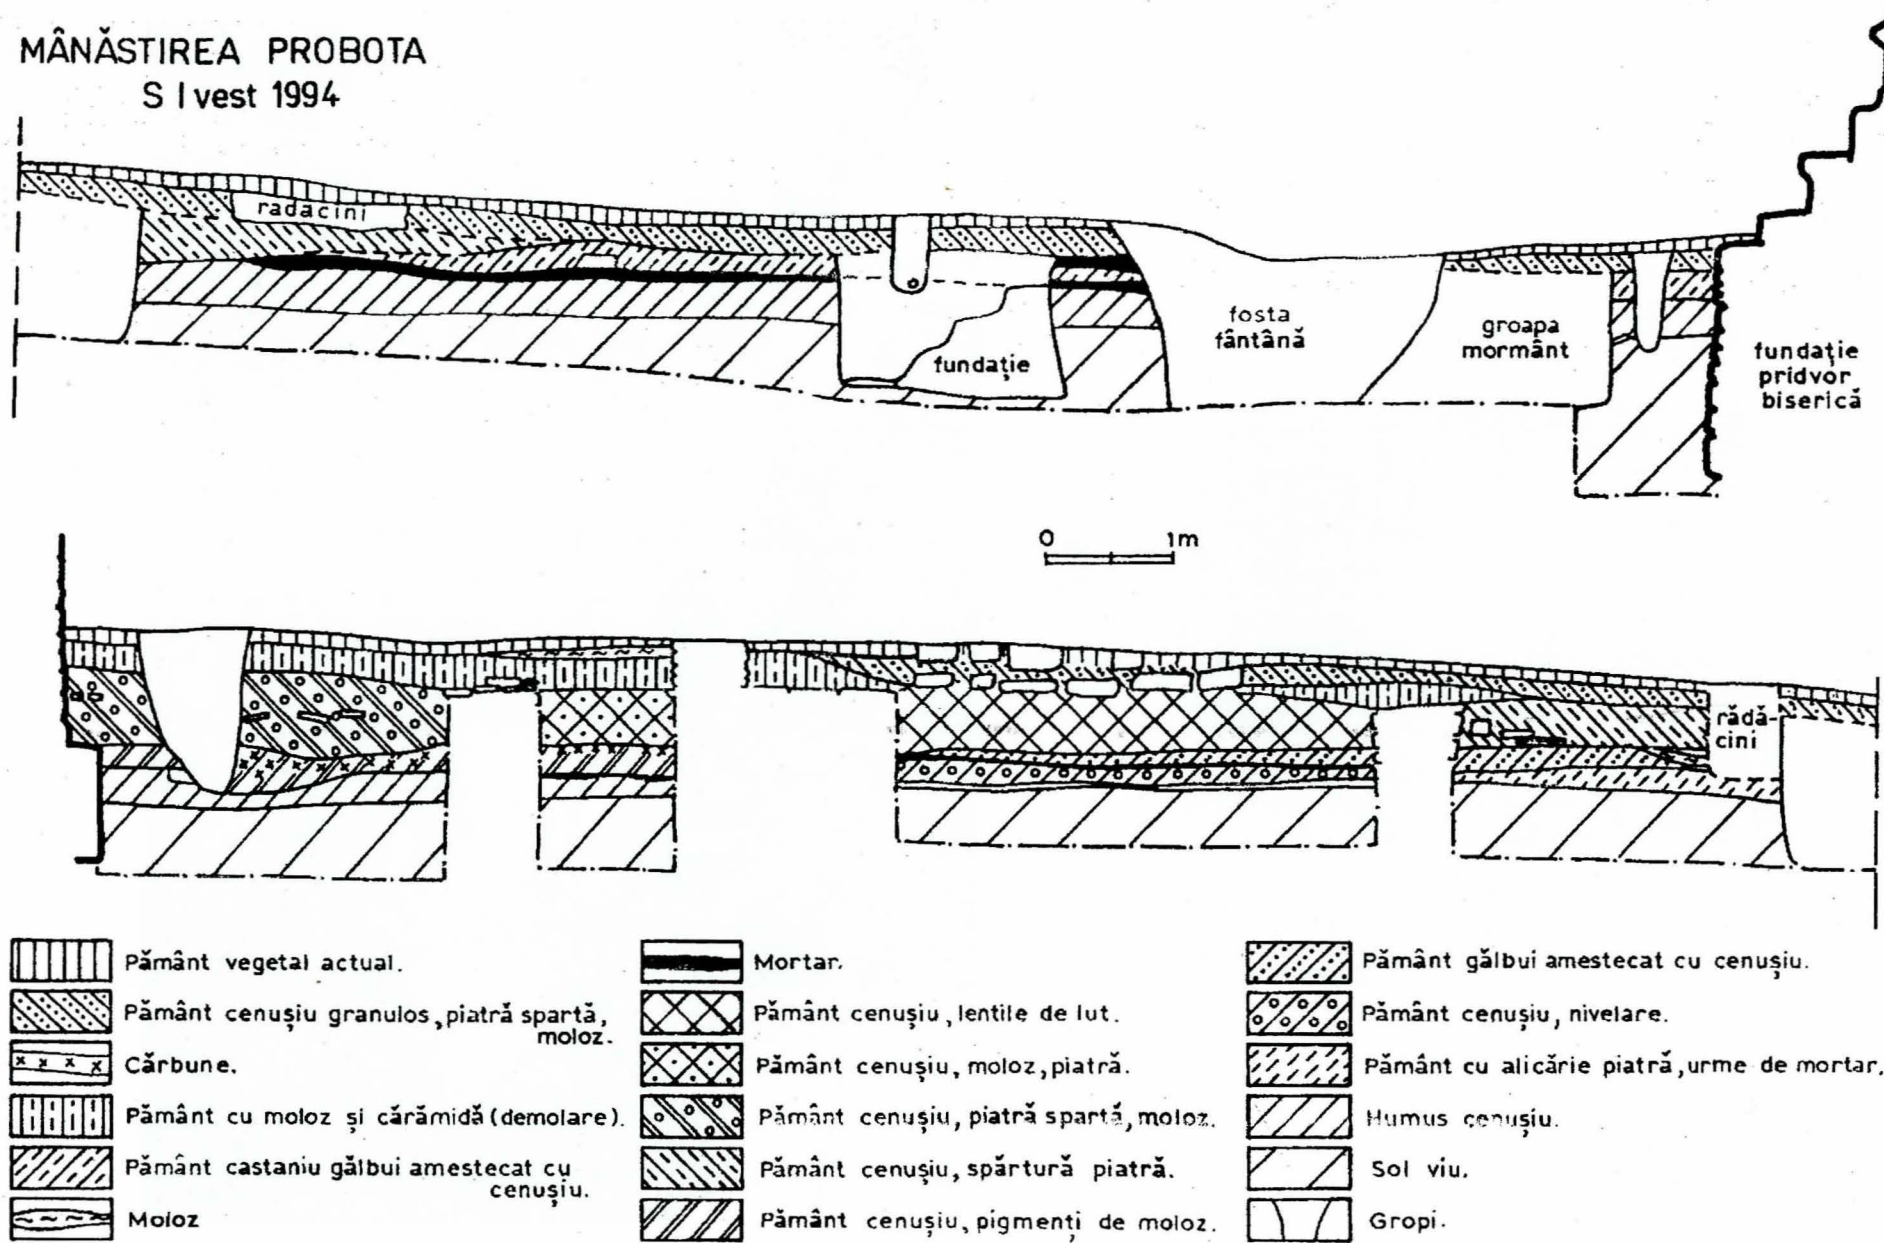 MÂNĂSTIREA PROBOTA
S I vest 1994
radacini
fundație
fosta
fântână
groapa
mormânt
fundație
pridvor
biserică
0 1m
rădă-
cini
Pământ vegetal actual.
Pământ cenușiu granulos, piatră spartă,
moloz.
Cărbune.
Pământ cu moloz și cărămidă (demolare).
Pământ castaniu gălbui amestecat cu
cenușiu.
Moloz
Mortar.
Pământ cenușiu, lentile de lut.
Pământ cenușiu, moloz, piatră.
Pământ cenușiu, piatră spartă, moloz.
Pământ cenușiu, spărtură piatră.
Pământ cenușiu, pigmenți de moloz.
Pământ gălbui amestecat cu cenușiu.
Pământ cenușiu, nivelare.
Pământ cu alicărie piatră, urme de mortar.
Humus cenușiu.
Sol viu.
Gropi.